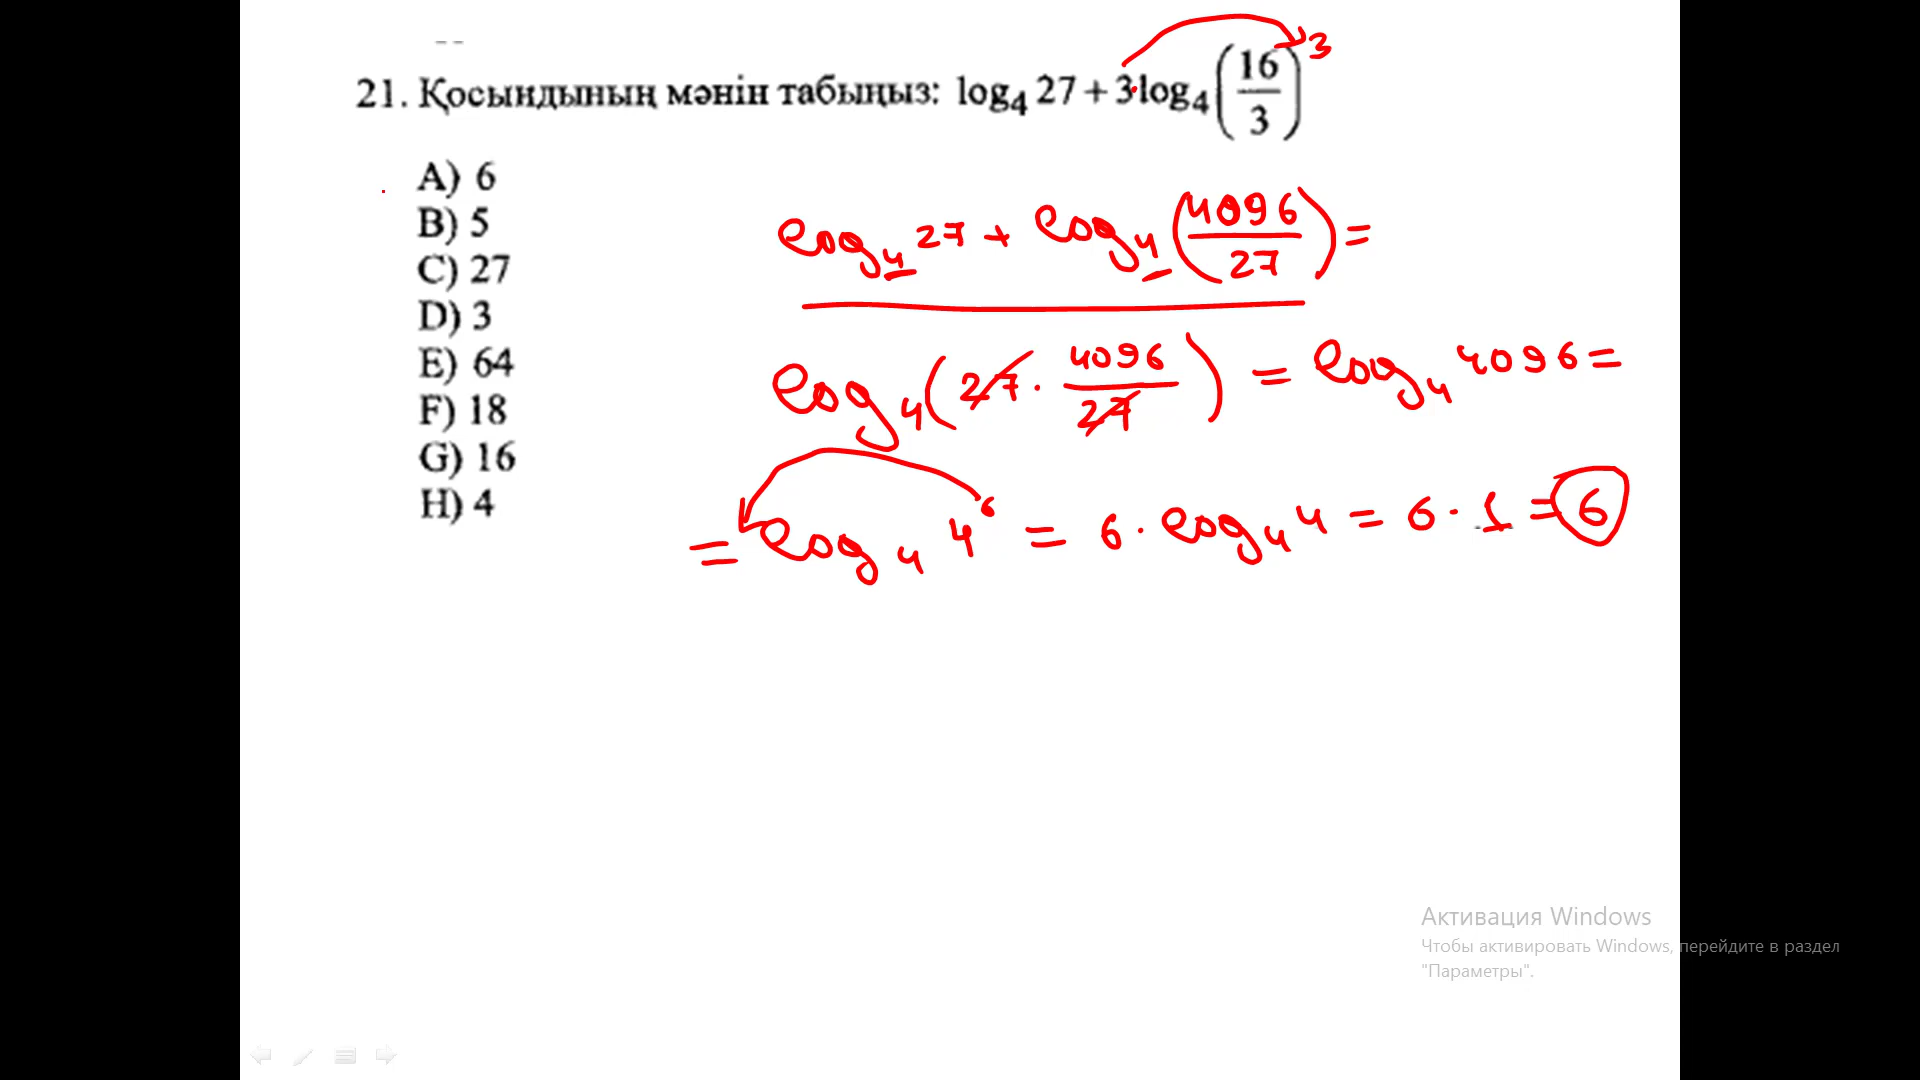 21. Қосындының мәнін табыңыз: log₄ 27 + 3log₄ (16/3) 3
A) 6
B) 5
C) 27
D) 3
E) 64
F) 18
G) 16
H) 4
log₄ 27 + log₄ (4096/27) =
log₄ (27 · 4096/27) = log₄ 4096 =
= log₄ 4⁶ = 6 · log₄ 4 = 6 · 1 = 6
Активация Windows
Чтобы активировать Windows, перейдите в раздел
"Параметры".